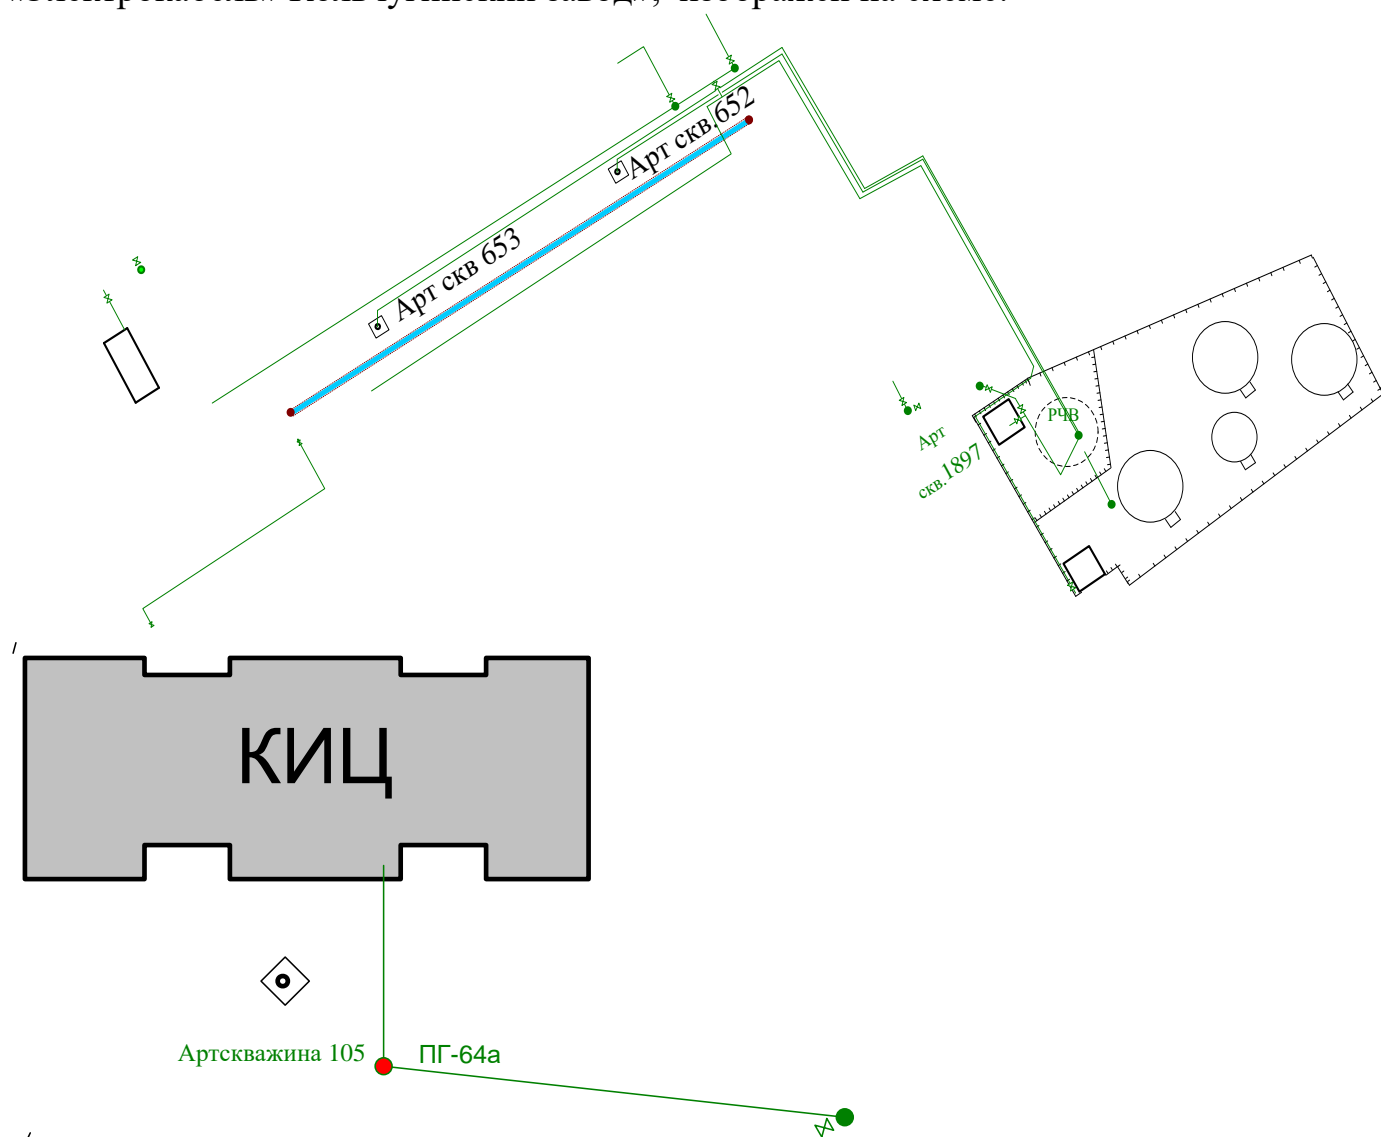 Арт скв.652
Арт скв 653
РЧВ
Арт
скв.1897
КИЦ
Артскважина 105
ПГ-64а